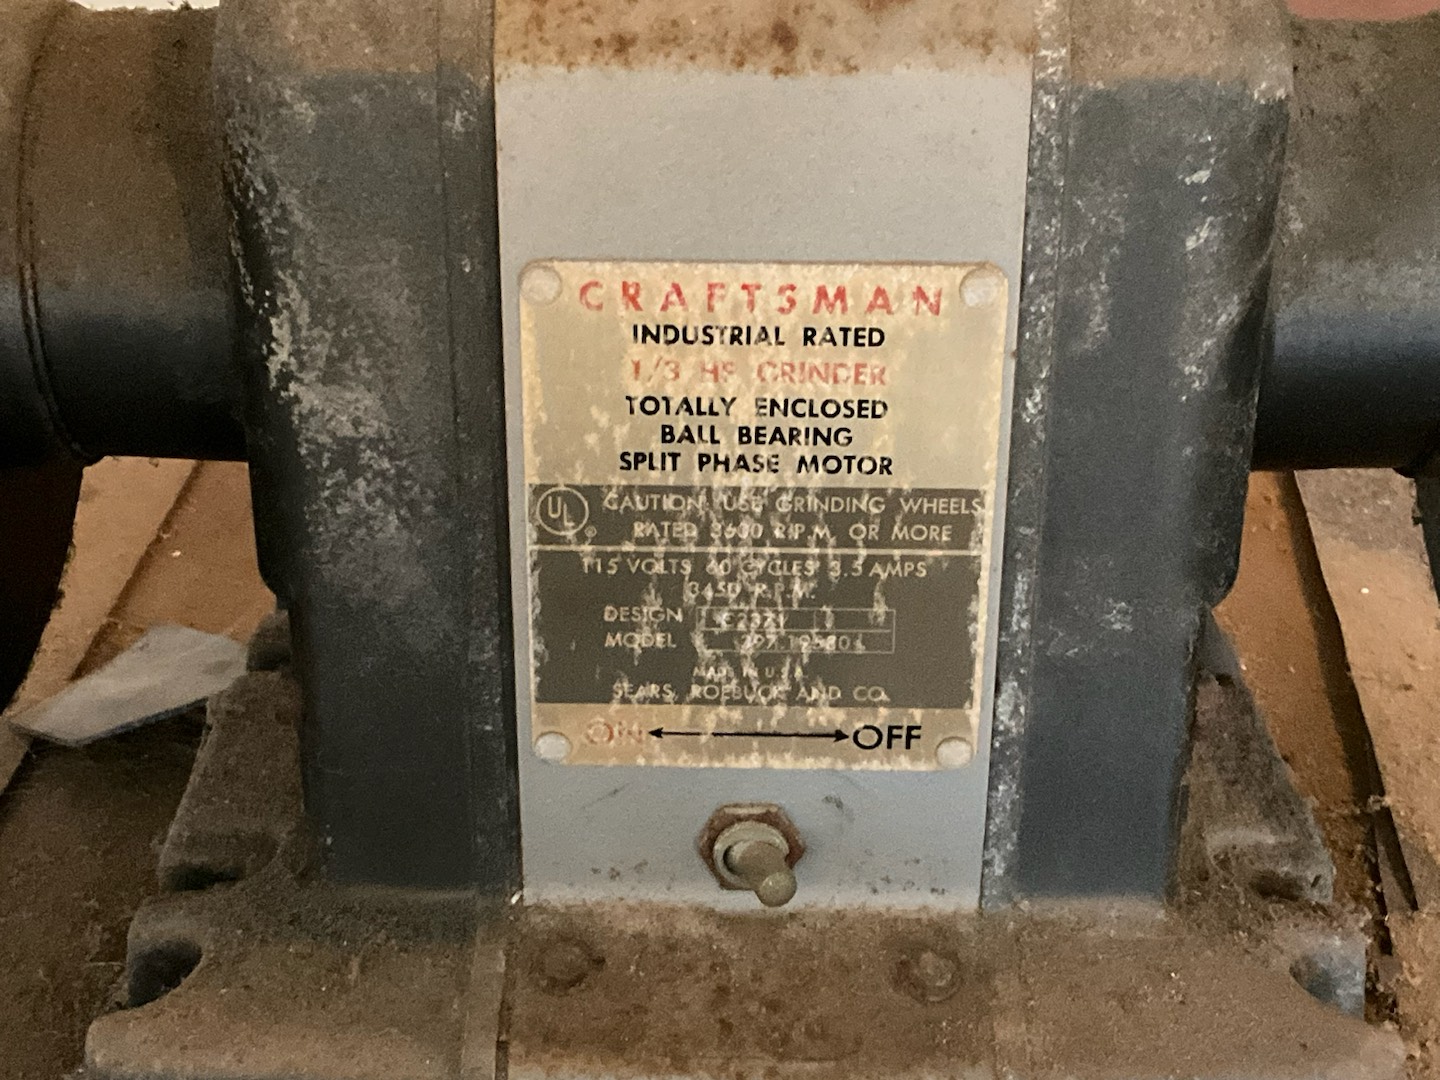 CRAFTSMAN
INDUSTRIAL RATED
1/3 HP GRINDER
TOTALLY ENCLOSED
BALL BEARING
SPLIT PHASE MOTOR
UL CAUTION: USE GRINDING WHEELS
RATED 3600 R.P.M. OR MORE
115 VOLTS 60 CYCLES 3.5 AMPS
3450 R.P.M.
DESIGN
MODEL
MADE IN U.S.A.
SEARS, ROEBUCK AND CO.
ON OFF